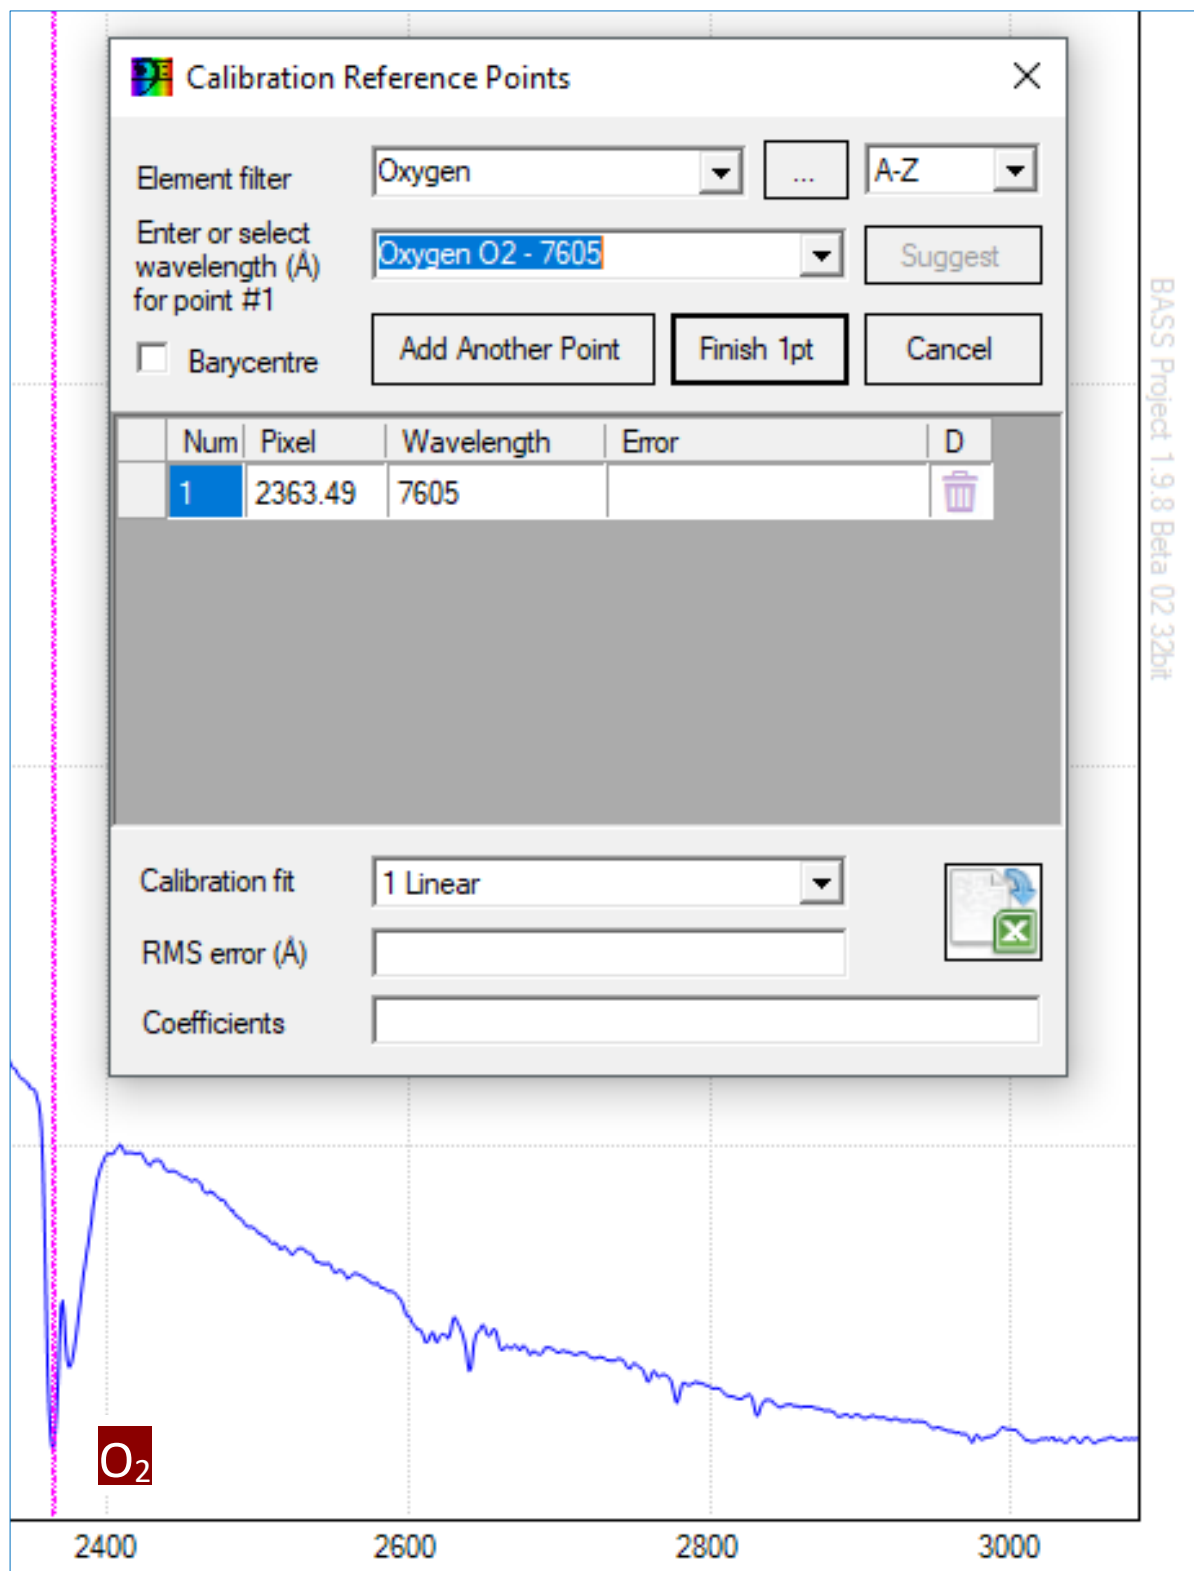 Calibration Reference Points
Element filter
Oxygen
...
A-Z
Enter or select
wavelength (Å)
for point #1
Oxygen O2 - 7605
Suggest
Barycentre
Add Another Point
Finish 1pt
Cancel
Num Pixel Wavelength Error D
1 2363.49 7605
Calibration fit
1 Linear
RMS error (Å)
Coefficients
BASS Project 1.9.8 Beta 02 32bit
O₂
2400 2600 2800 3000